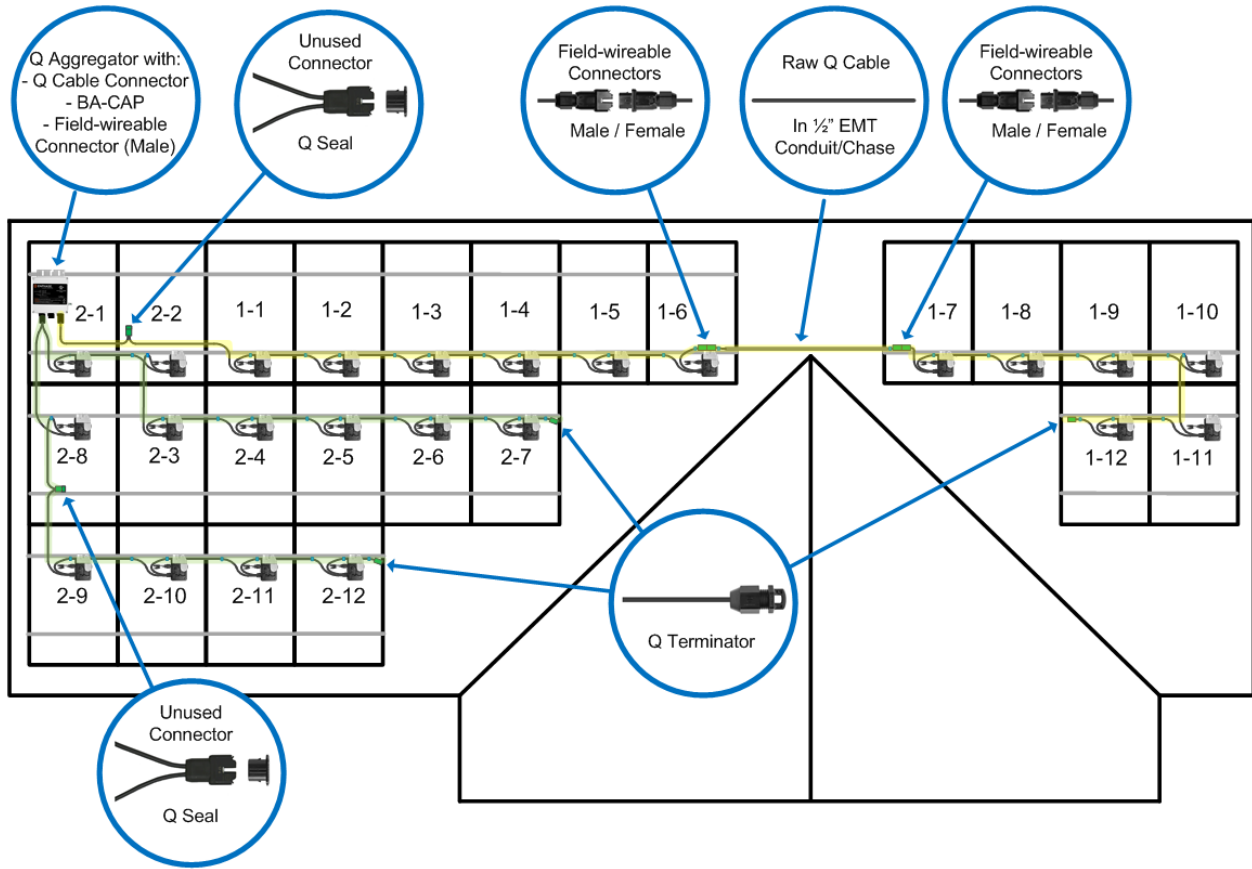 Q Aggregator with:
- Q Cable Connector
- BA-CAP
- Field-wireable
Connector (Male)
Unused
Connector
Q Seal
Field-wireable
Connectors
Male / Female
Raw Q Cable
In ½” EMT
Conduit/Chase
Field-wireable
Connectors
Male / Female
2-1
2-2
1-1
1-2
1-3
1-4
1-5
1-6
1-7
1-8
1-9
1-10
2-8
2-3
2-4
2-5
2-6
2-7
1-12
1-11
2-9
2-10
2-11
2-12
Q Terminator
Unused
Connector
Q Seal